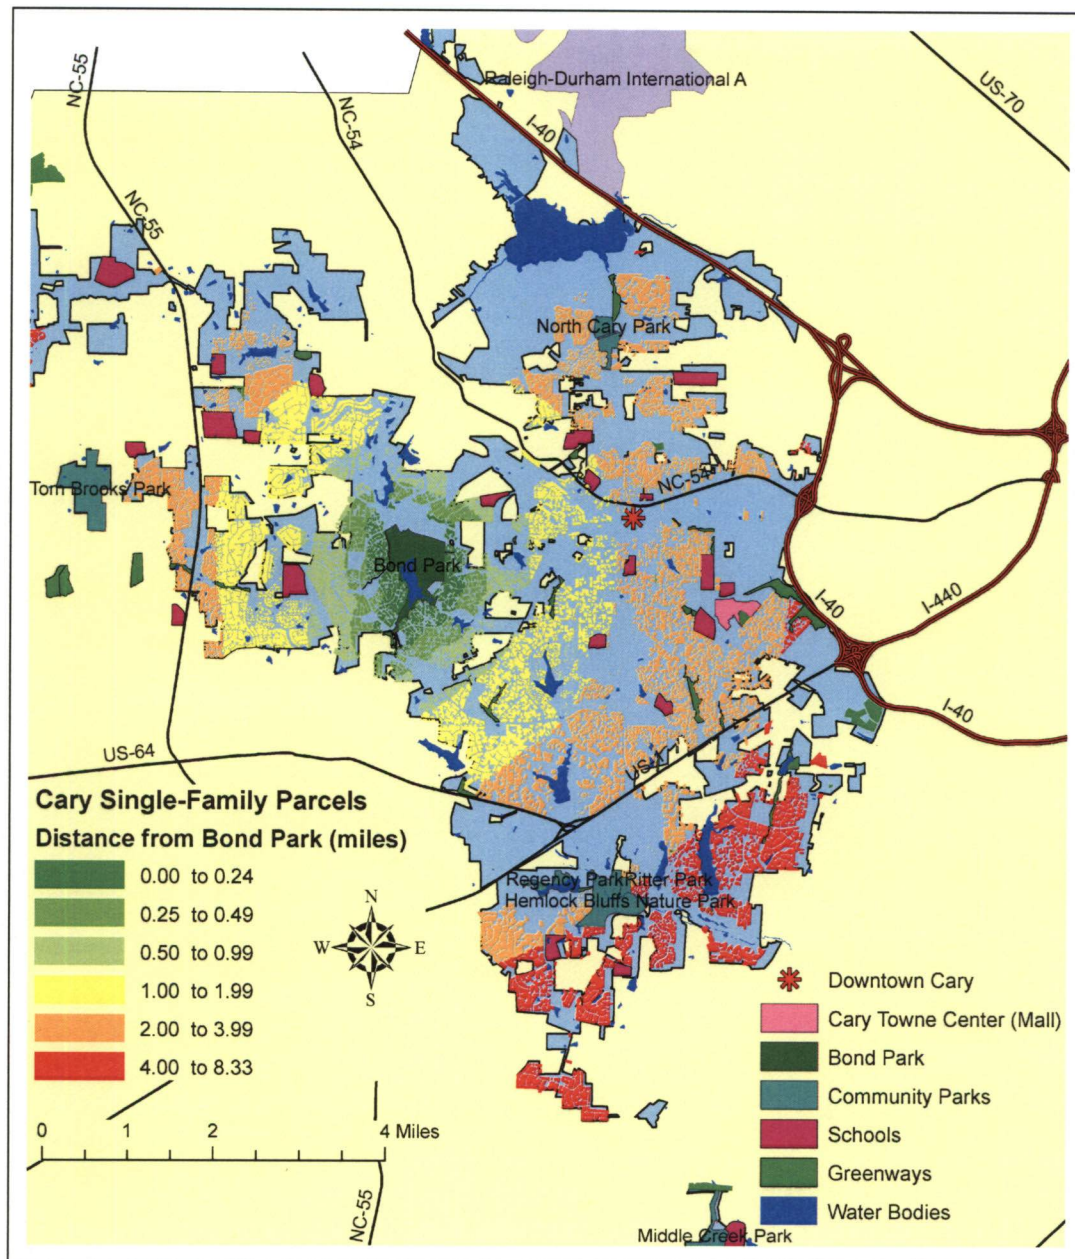 Raleigh-Durham International A
US-70
NC-55
NC-54
I-40
NC-55
North Cary Park
Tom Brooks Park
NC-54
Bond Park
I-40
I-440
I-40
US-64
US-1
Cary Single-Family Parcels
Distance from Bond Park (miles)
0.00 to 0.24
0.25 to 0.49
0.50 to 0.99
1.00 to 1.99
2.00 to 3.99
4.00 to 8.33
N
W E
S
Regency Park Ritter Park
Hemlock Bluffs Nature Park
Downtown Cary
Cary Towne Center (Mall)
Bond Park
Community Parks
Schools
Greenways
Water Bodies
0 1 2 4 Miles
NC-55
Middle Creek Park